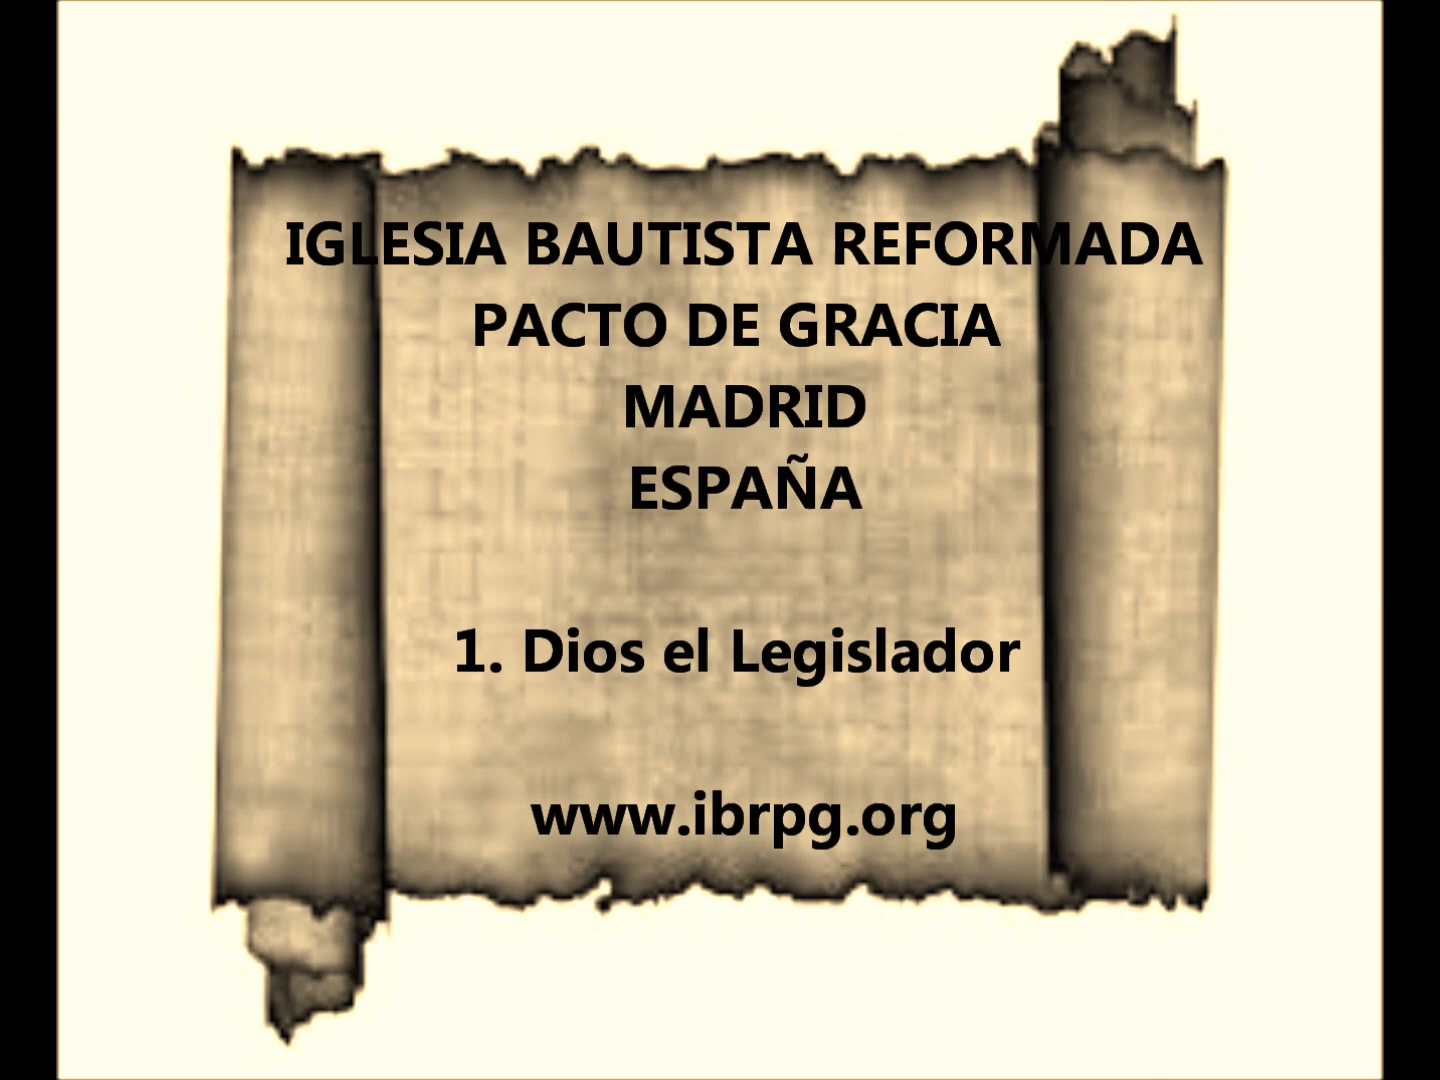 IGLESIA BAUTISTA REFORMADA
PACTO DE GRACIA
MADRID
ESPAÑA
1. Dios el Legislador
www.ibrpg.org